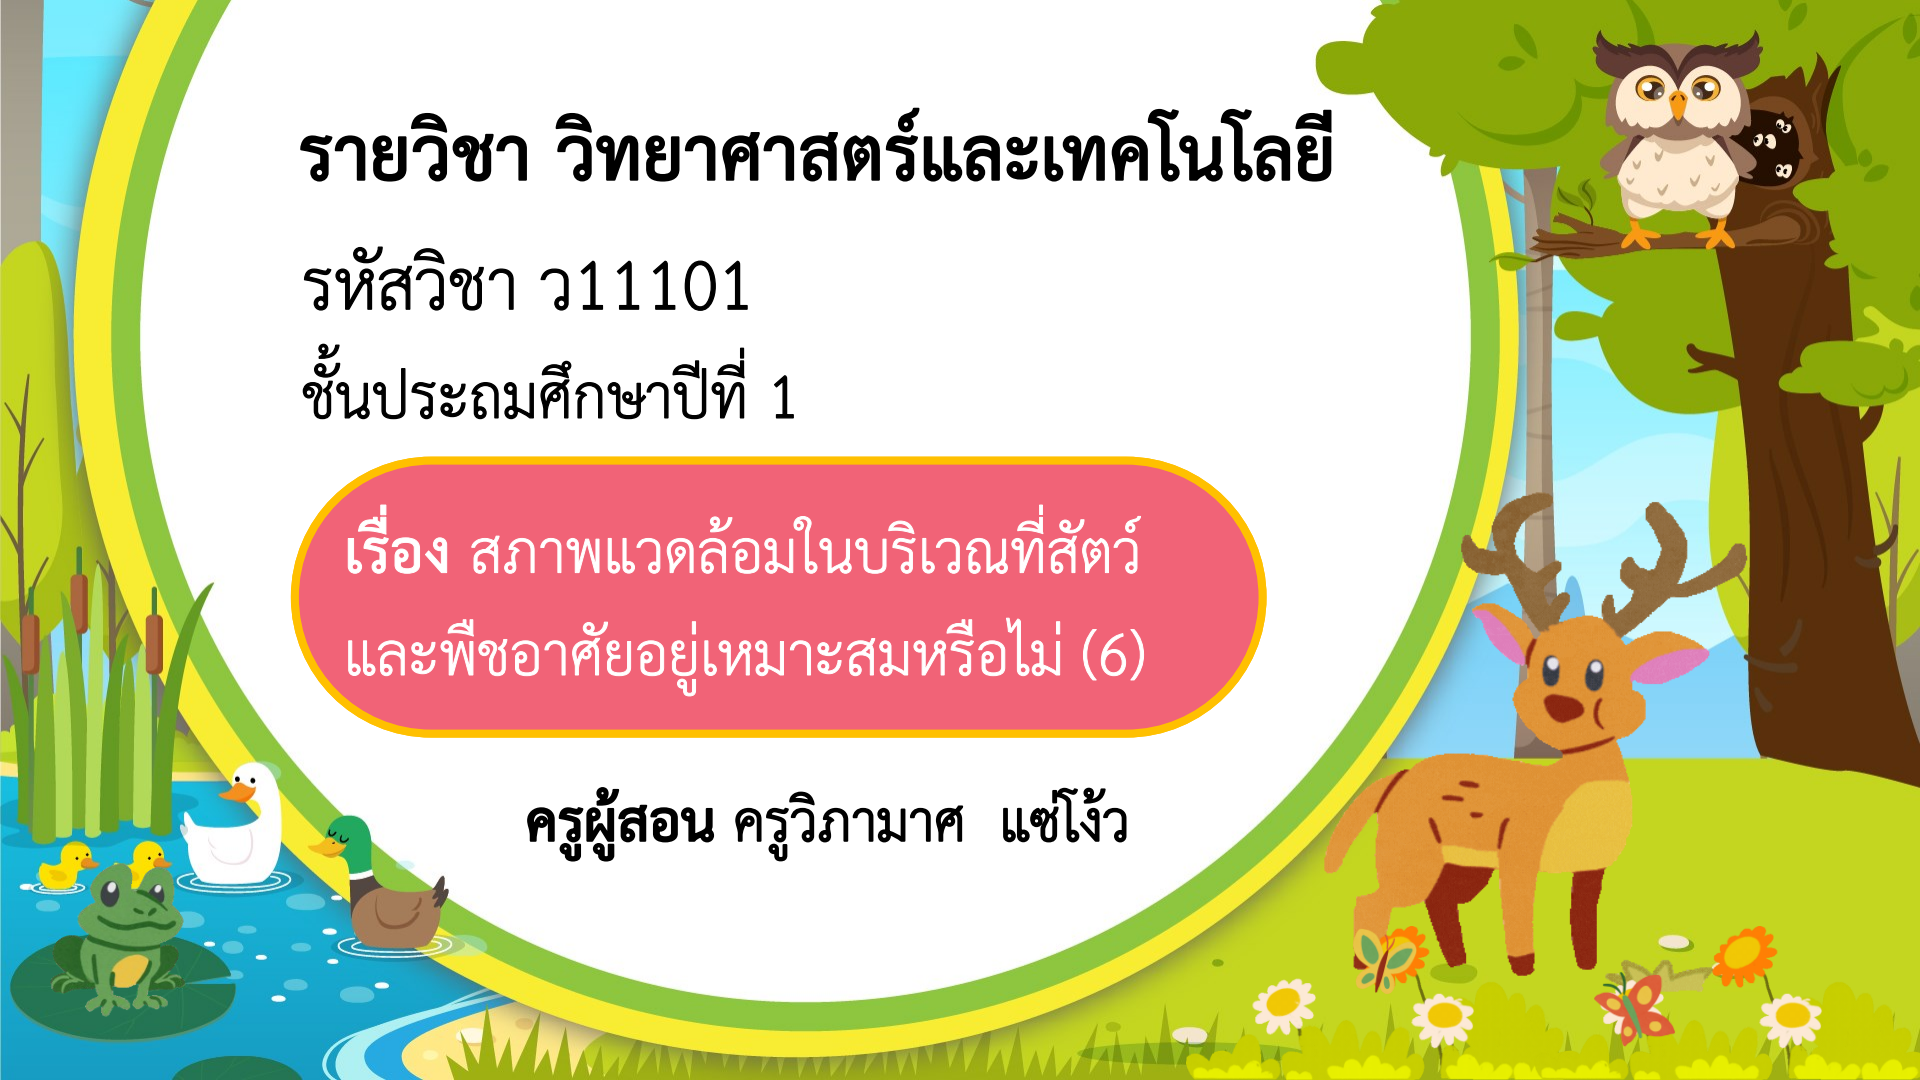 รายวิชา วิทยาศาสตร์และเทคโนโลยี
รหัสวิชา ว11101
ชั้นประถมศึกษาปีที่ 1
เรื่อง สภาพแวดล้อมในบริเวณที่สัตว์
และพืชอาศัยอยู่เหมาะสมหรือไม่ (6)
ครูผู้สอน ครูวิภามาศ แซ่โง้ว